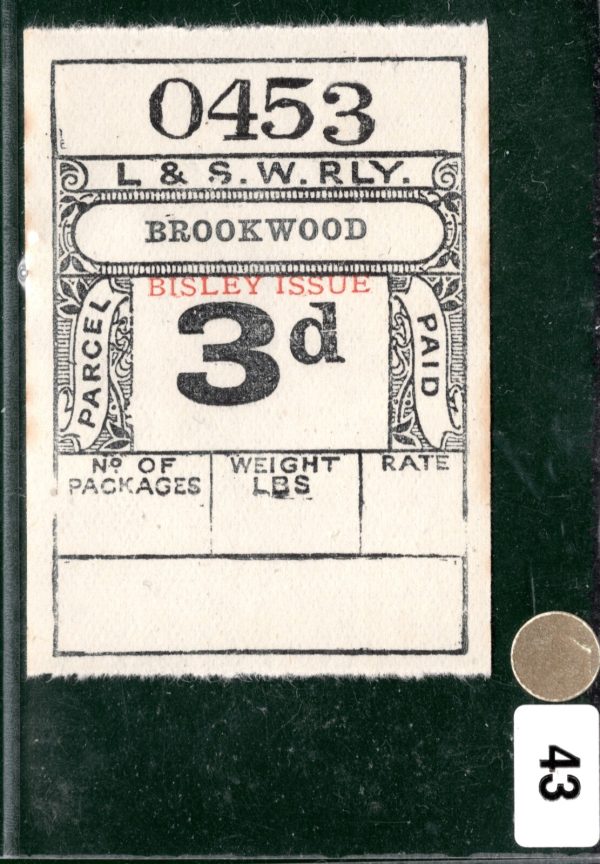 0453
L & S.W.RLY.
BROOKWOOD
BISLEY ISSUE
PARCEL
3d
PAID
No OF PACKAGES
WEIGHT LBS
RATE
43